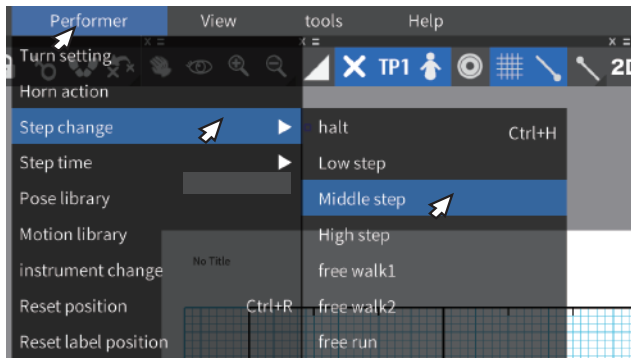 Performer View tools Help
TP1 2D
Turn setting
Horn action
Step change
Step time
Pose library
Motion library
instrument change
Reset position Ctrl+R
Reset label position
halt Ctrl+H
Low step
Middle step
High step
free walk1
free walk2
free run
No Title